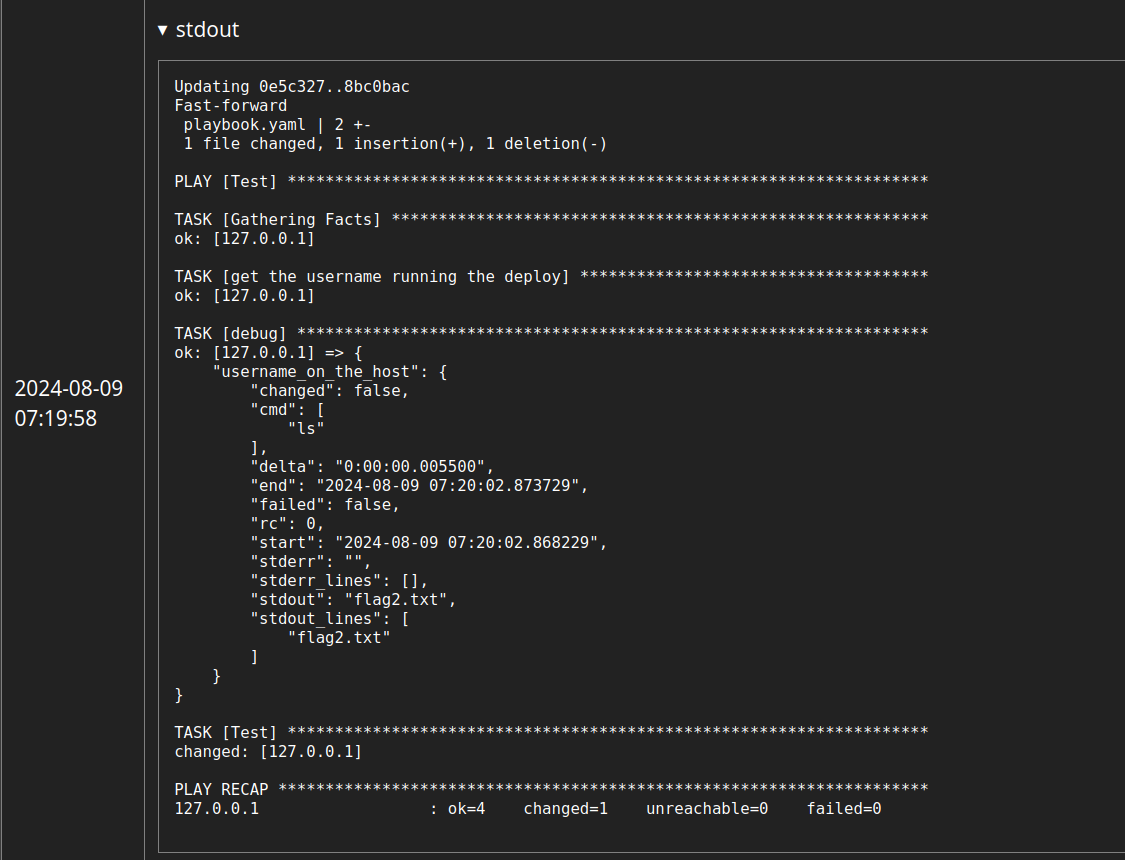 ▼ stdout
Updating 0e5c327..8bc0bac
Fast-forward
 playbook.yaml | 2 +-
 1 file changed, 1 insertion(+), 1 deletion(-)
PLAY [Test] ********************************************************************
TASK [Gathering Facts] *********************************************************
ok: [127.0.0.1]
TASK [get the username running the deploy] *************************************
ok: [127.0.0.1]
TASK [debug] *******************************************************************
ok: [127.0.0.1] => {
    "username_on_the_host": {
        "changed": false,
        "cmd": [
            "ls"
        ],
        "delta": "0:00:00.005500",
        "end": "2024-08-09 07:20:02.873729",
        "failed": false,
        "rc": 0,
        "start": "2024-08-09 07:20:02.868229",
        "stderr": "",
        "stderr_lines": [],
        "stdout": "flag2.txt",
        "stdout_lines": [
            "flag2.txt"
        ]
    }
}
TASK [Test] ********************************************************************
changed: [127.0.0.1]
PLAY RECAP *********************************************************************
127.0.0.1                  : ok=4    changed=1    unreachable=0    failed=0
2024-08-09
07:19:58